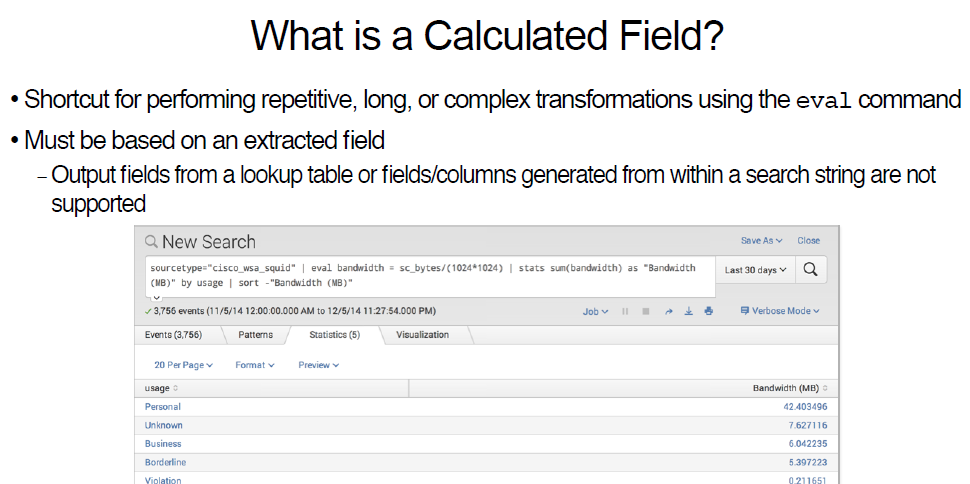 What is a Calculated Field?
• Shortcut for performing repetitive, long, or complex transformations using the eval command
• Must be based on an extracted field
– Output fields from a lookup table or fields/columns generated from within a search string are not
supported
New Search
Save As Close
sourcetype="cisco_wsa_squid" | eval bandwidth = sc_bytes/(1024*1024) | stats sum(bandwidth) as "Bandwidth
(MB)" by usage | sort -"Bandwidth (MB)"
Last 30 days
✓ 3,756 events (11/5/14 12:00:00.000 AM to 12/5/14 11:27:54.000 PM)
Job
Verbose Mode
Events (3,756) Patterns Statistics (5) Visualization
20 Per Page Format Preview
usage Bandwidth (MB)
Personal 42.403496
Unknown 7.627116
Business 6.042235
Borderline 5.397223
Violation 0.211651